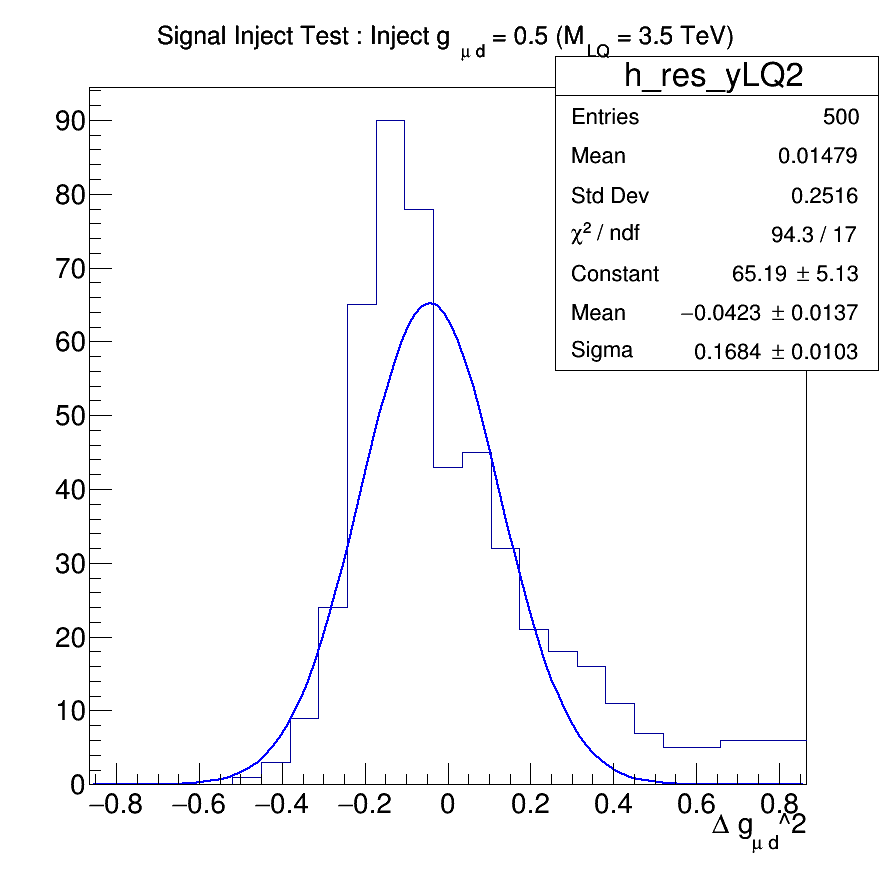 Signal Inject Test : Inject g μ d = 0.5 (M LQ = 3.5 TeV)
h_res_yLQ2
Entries 500
Mean 0.01479
Std Dev 0.2516
χ² / ndf 94.3 / 17
Constant 65.19 ± 5.13
Mean −0.0423 ± 0.0137
Sigma 0.1684 ± 0.0103
90
80
70
60
50
40
30
20
10
0
−0.8 −0.6 −0.4 −0.2 0 0.2 0.4 0.6 0.8
Δ g μ d ^2